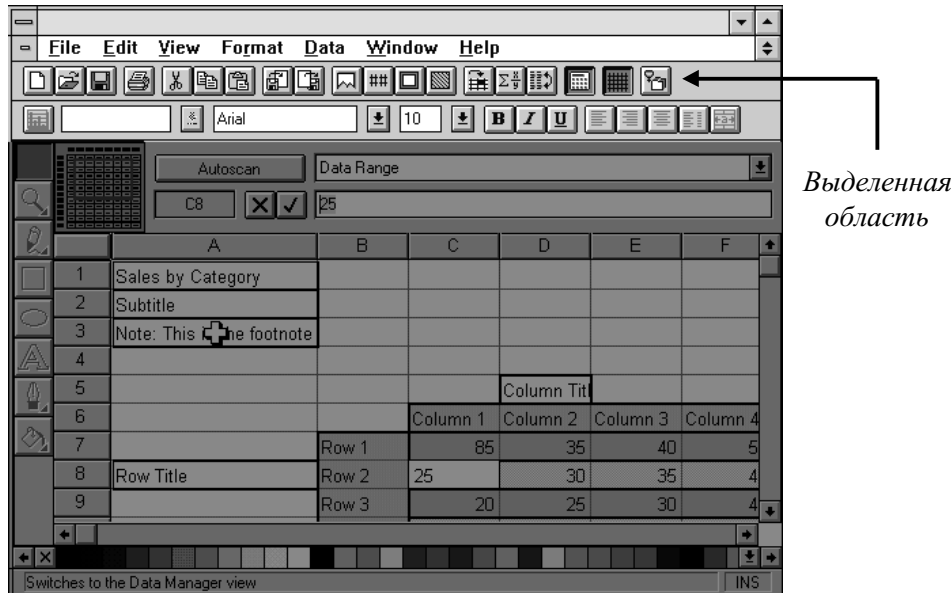 File Edit View Format Data Window Help
Arial 10 B I U
Autoscan Data Range
C8 25
Выделенная
область
A B C D E F
1 Sales by Category
2 Subtitle
3 Note: This footnote
4
5 Column Titl
6 Column 1 Column 2 Column 3 Column 4
7 Row 1 85 35 40 5
8 Row Title Row 2 25 30 35 4
9 Row 3 20 25 30 4
Switches to the Data Manager view INS